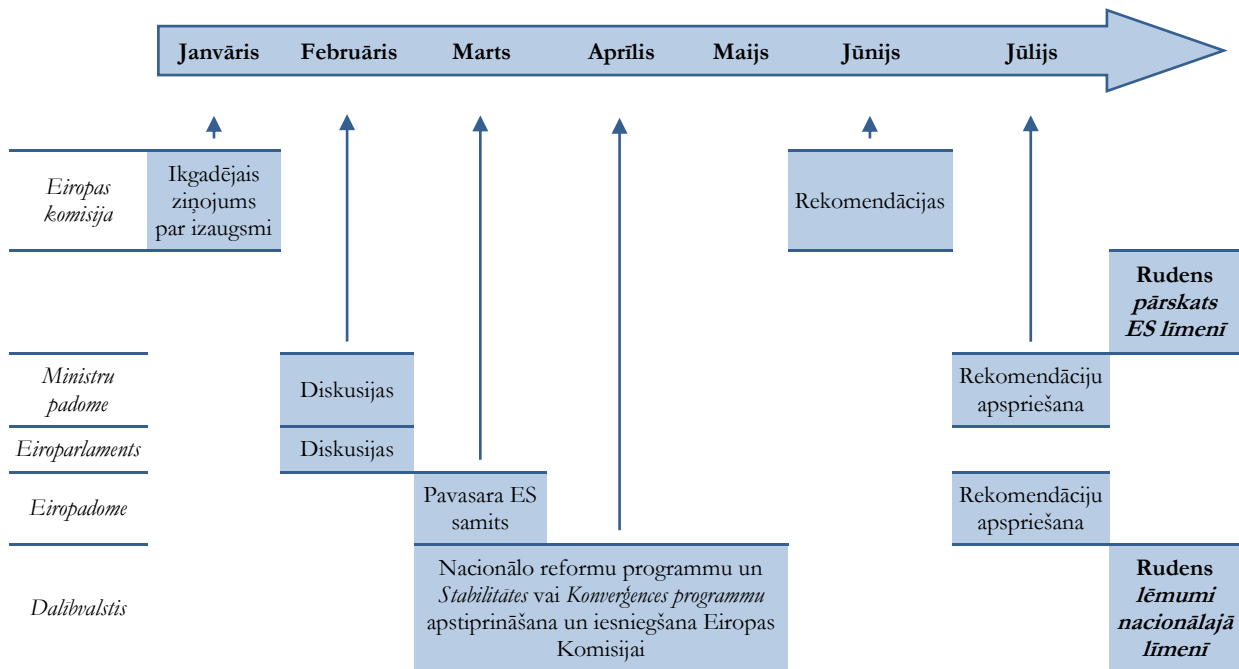 Janvāris Februāris Marts Aprīlis Maijs Jūnijs Jūlijs
Eiropas
komisija
Ikgadējais
ziņojums
par izaugsmi
Rekomendācijas
Rudens
pārskats
ES līmenī
Ministru
padome
Diskusijas
Rekomendāciju
apspriešana
Eiroparlaments
Diskusijas
Eiropadome
Pavasara ES
samits
Rekomendāciju
apspriešana
Dalībvalstis
Nacionālo reformu programmu un
Stabilitātes vai Konverģences programmu
apstiprināšana un iesniegšana Eiropas
Komisijai
Rudens
lēmumi
nacionālajā
līmenī